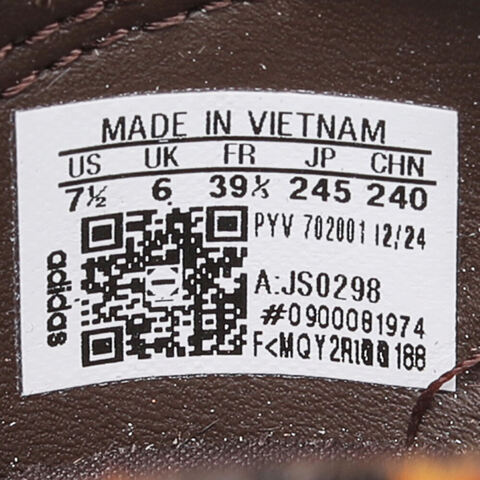 MADE IN VIETNAM
US UK FR JP CHN
7½ 6 39⅓ 245 240
adidas
PYV 702001 12/24
A:JS0298
#0900081974